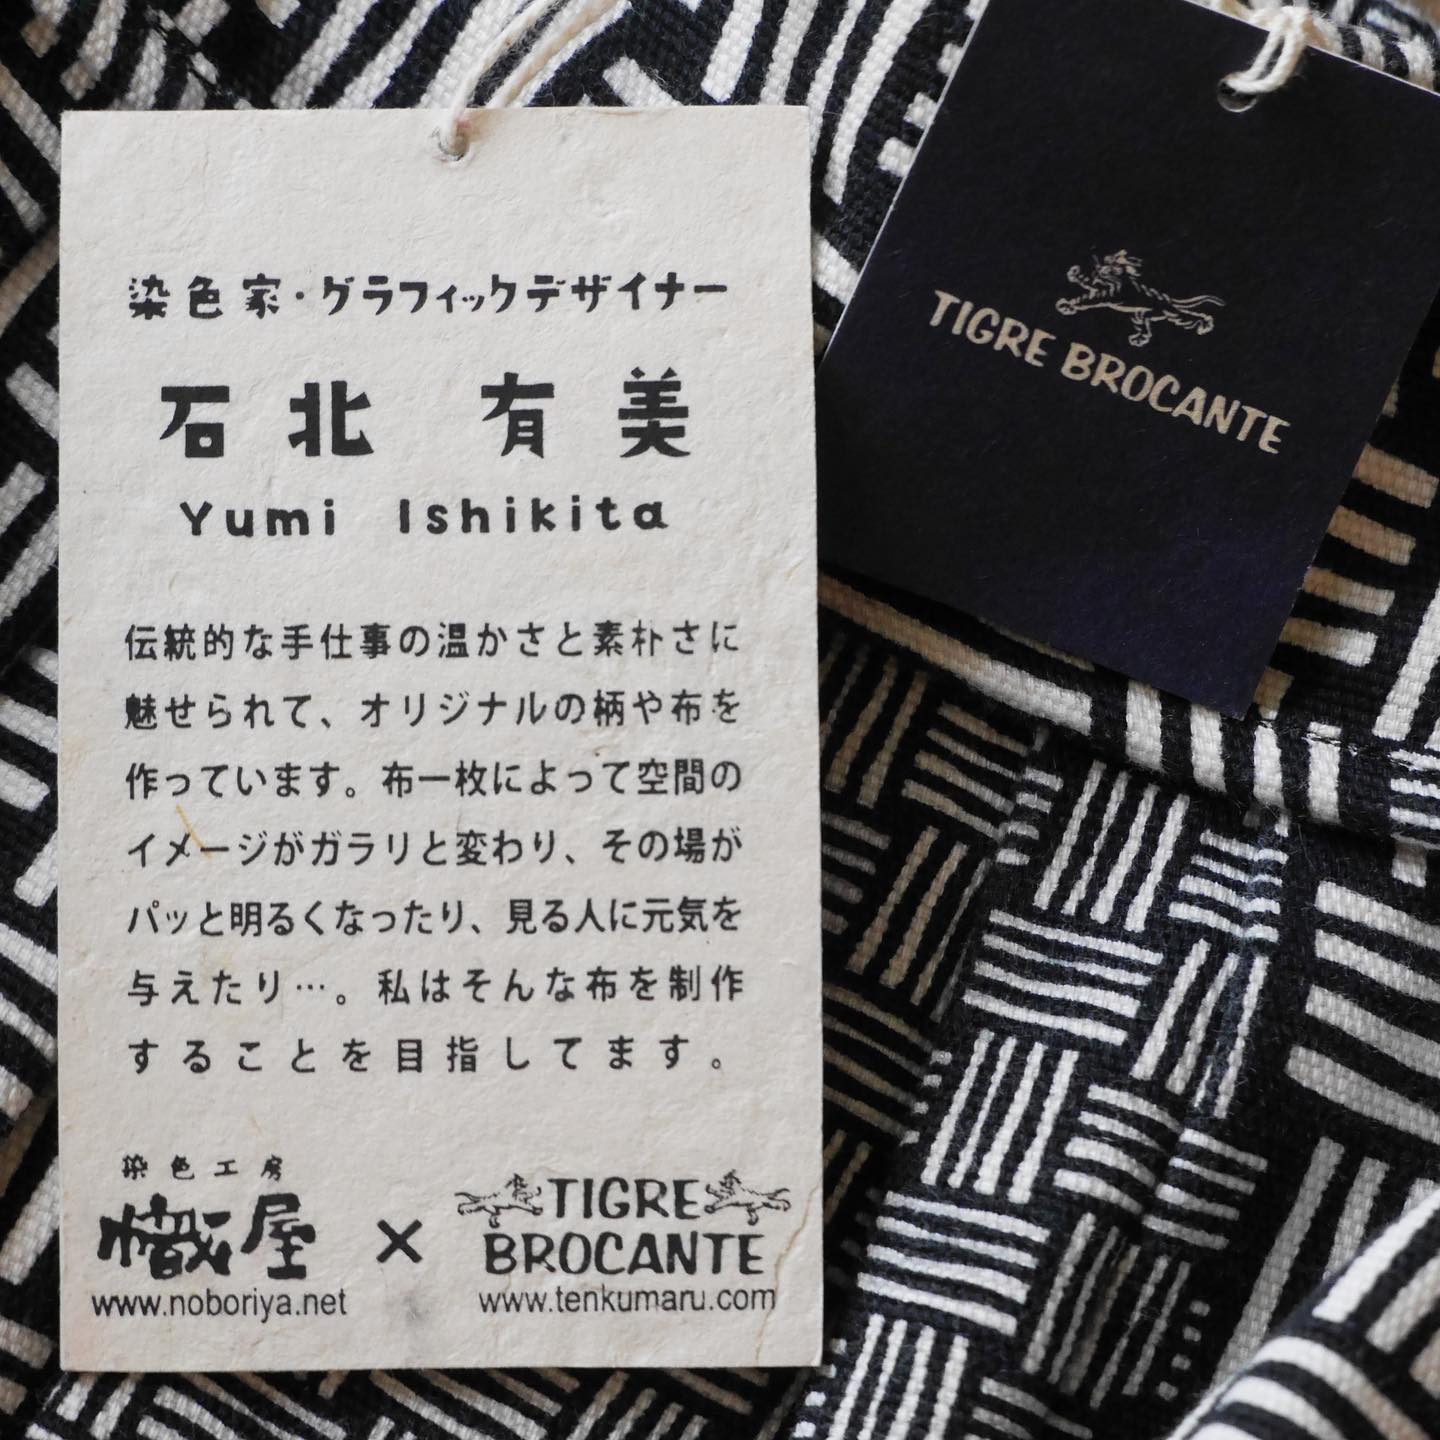 染色家・グラフィックデザイナー
石北 有美
Yumi Ishikita
伝統的な手仕事の温かさと素朴さに
魅せられて、オリジナルの柄や布を
作っています。布一枚によって空間の
イメージがガラリと変わり、その場が
パッと明るくなったり、見る人に元気を
与えたり…。私はそんな布を制作
することを目指してます。
染色工房
幟屋
×
TIGRE
BROCANTE
www.noboriya.net
www.tenkumaru.com
TIGRE BROCANTE